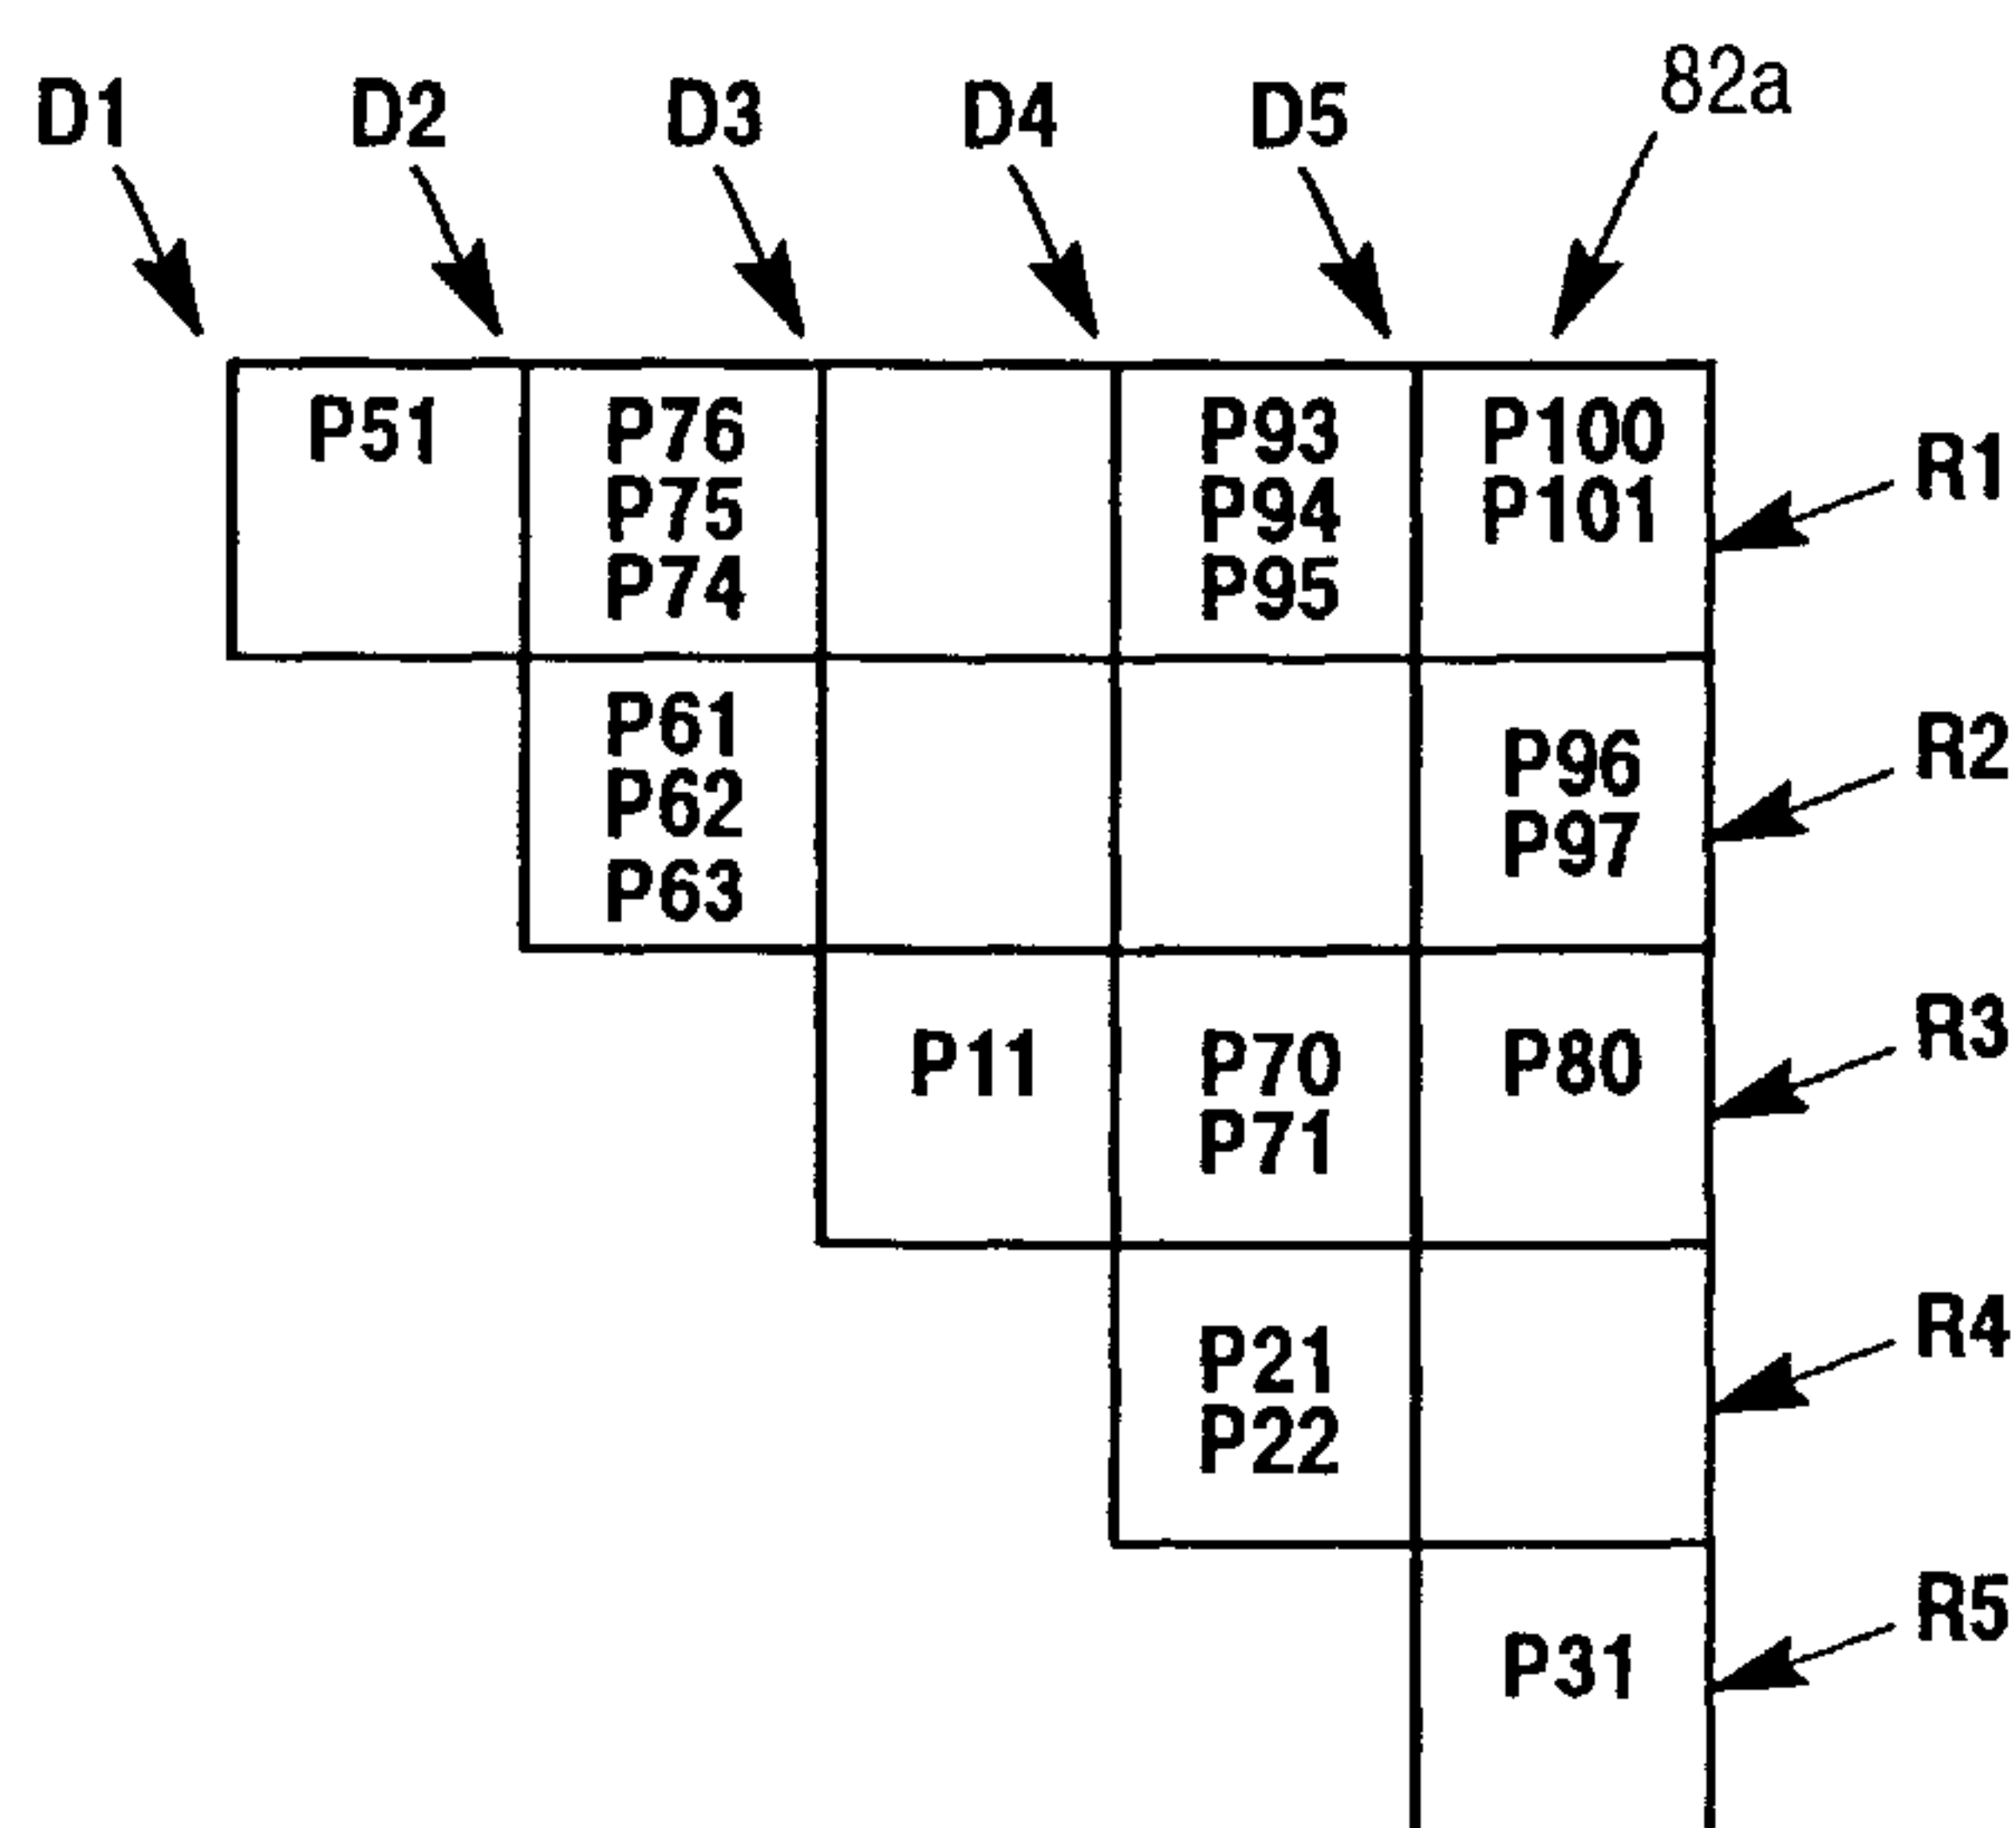 D1 D2 D3 D4 D5 82a
P51 P76 P93 P100 R1
P75 P94 P101
P74 P95
P61 P96 R2
P62 P97
P63
P11 P70 P80 R3
P71
P21 R4
P22
P31 R5